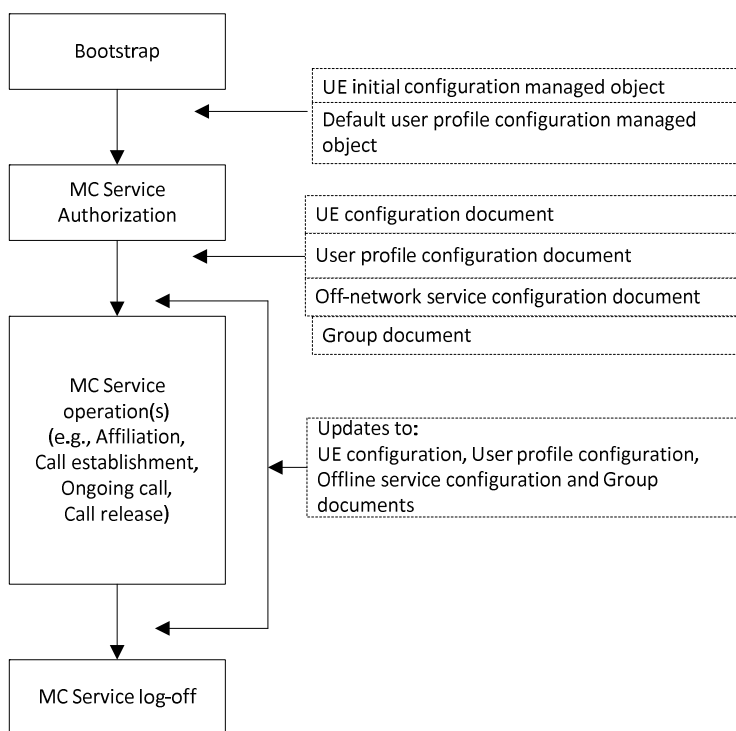 Bootstrap
UE initial configuration managed object
Default user profile configuration managed
object
MC Service
Authorization
UE configuration document
User profile configuration document
Off-network service configuration document
Group document
MC Service
operation(s)
(e.g., Affiliation,
Call establishment,
Ongoing call,
Call release)
Updates to:
UE configuration, User profile configuration,
Offline service configuration and Group
documents
MC Service log-off